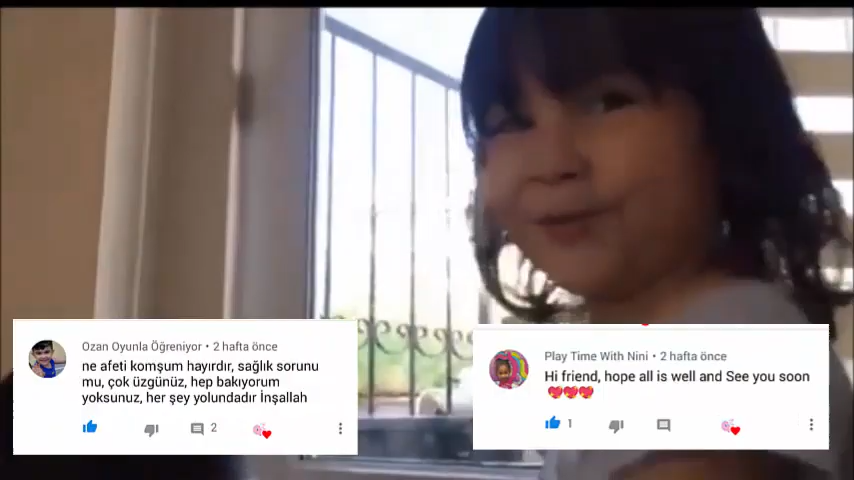 Ozan Oyunla Öğreniyor • 2 hafta önce
ne afeti komşum hayırdır, sağlık sorunu
mu, çok üzgünüz, hep bakıyorum
yoksunuz, her şey yolundadır İnşallah
2
Play Time With Nini • 2 hafta önce
Hi friend, hope all is well and See you soon
💖💖💖
1